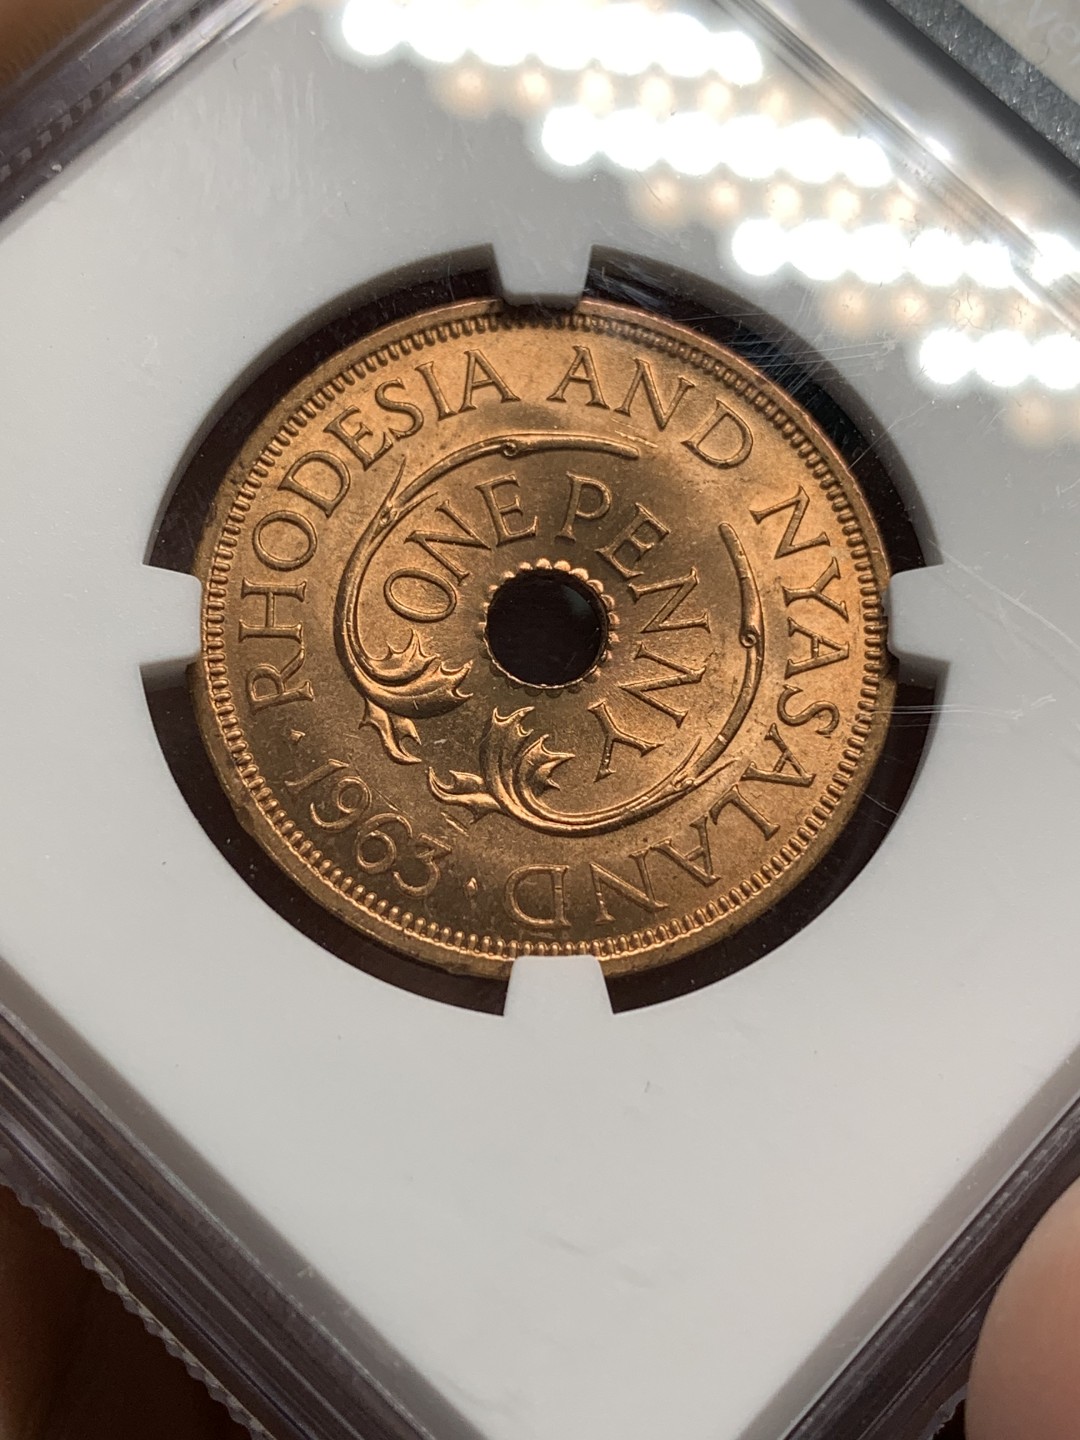 RHODESIA AND NYASALAND · 1963 ·
ONE PENNY